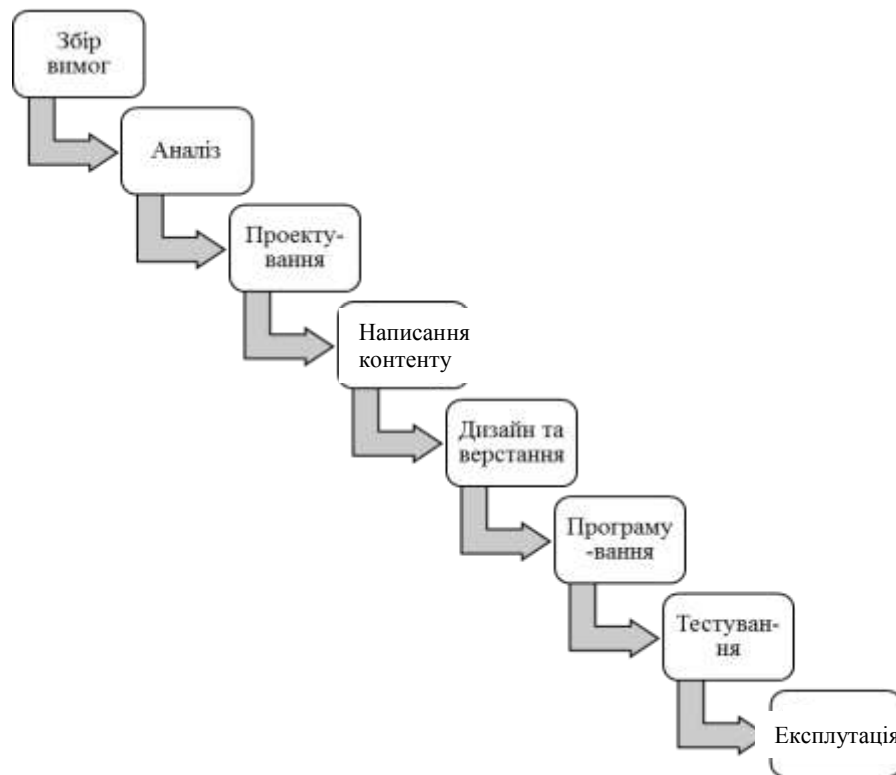 Збір
вимог
Аналіз
Проекту-
вання
Написання
контенту
Дизайн та
верстання
Програму
-вання
Тестуван-
ня
Експлутація